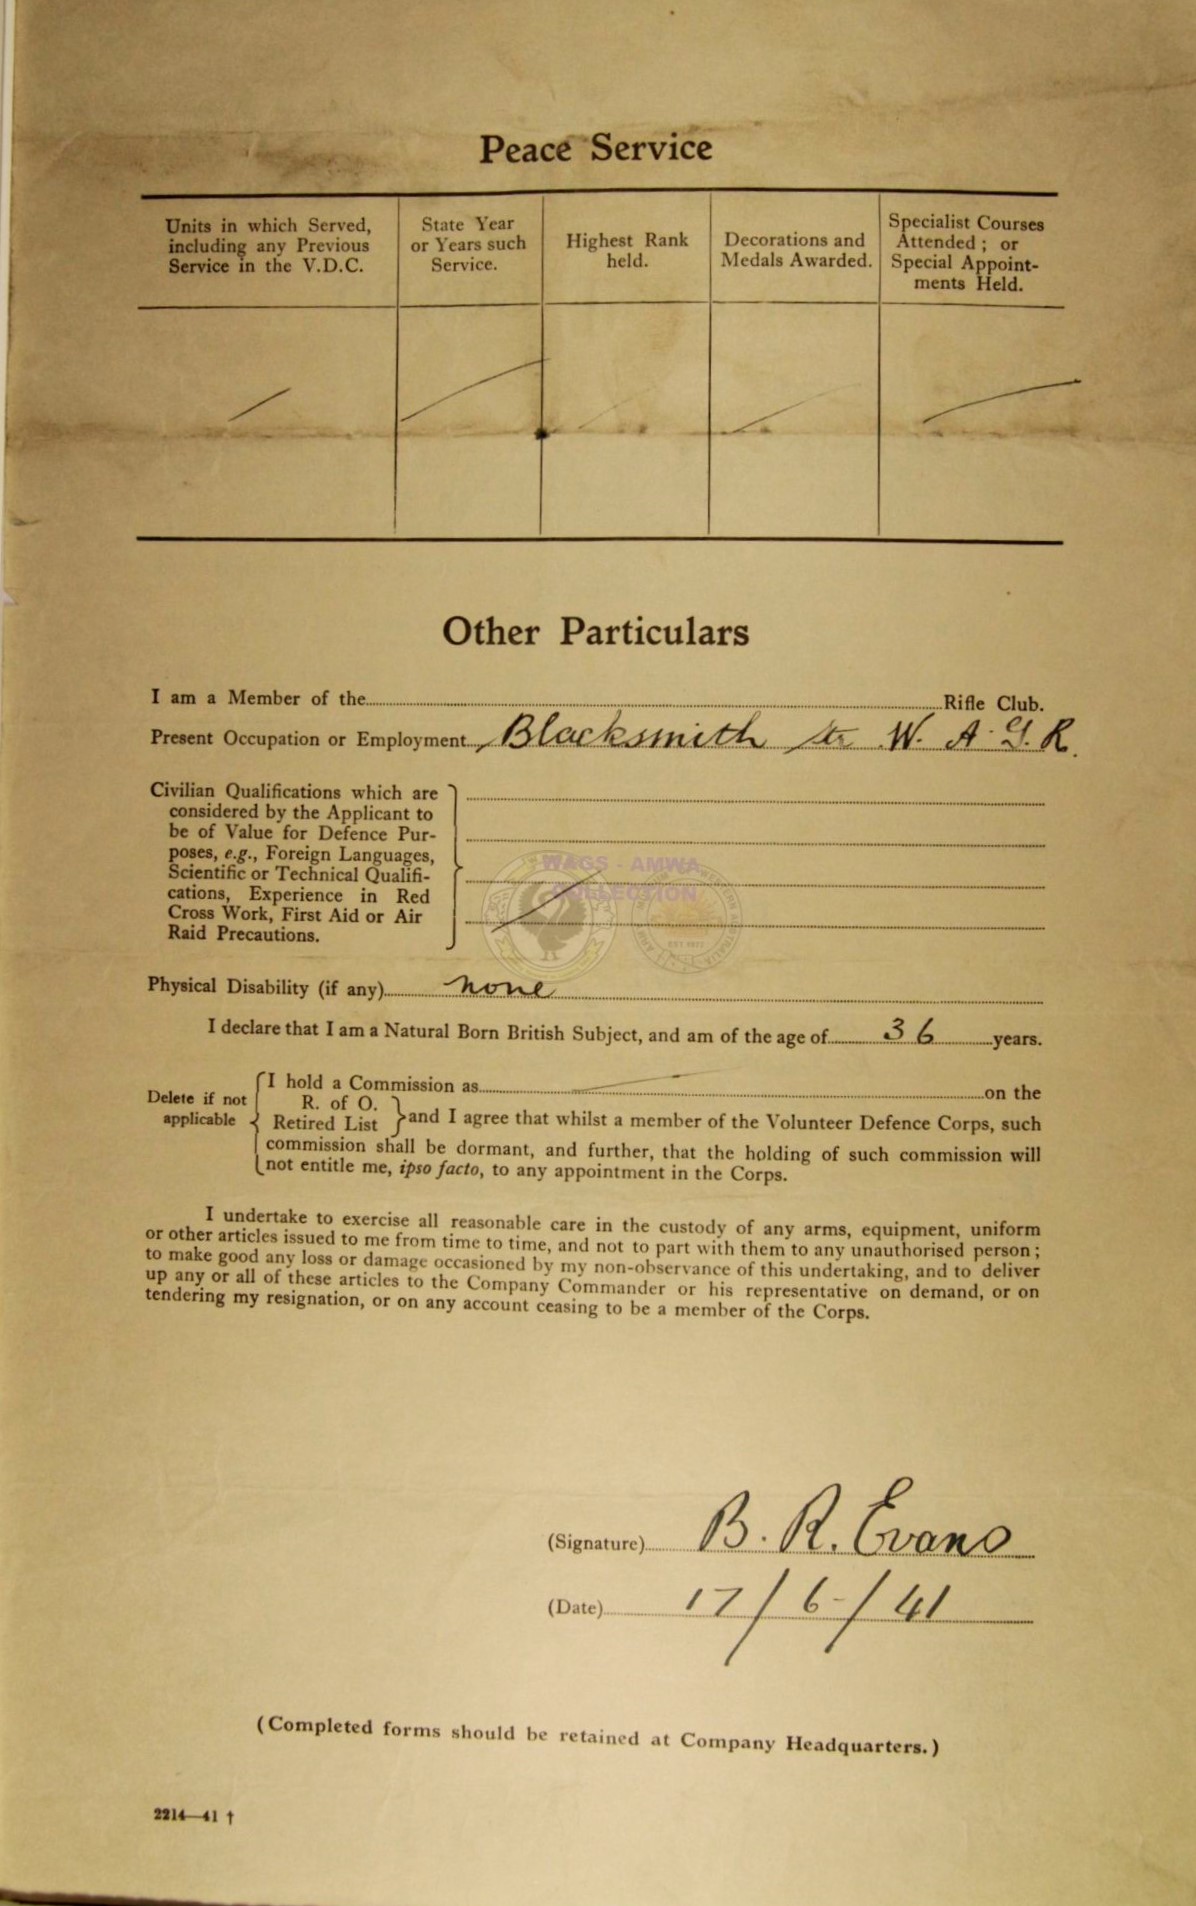 Peace Service
Units in which Served,
including any Previous
Service in the V.D.C.
State Year
or Years such
Service.
Highest Rank
held.
Decorations and
Medals Awarded.
Specialist Courses
Attended ; or
Special Appoint-
ments Held.
Other Particulars
I am a Member of the Rifle Club.
Present Occupation or Employment Blacksmith W. A. G. R.
Civilian Qualifications which are
considered by the Applicant to
be of Value for Defence Pur-
poses, e.g., Foreign Languages,
Scientific or Technical Qualifi-
cations, Experience in Red
Cross Work, First Aid or Air
Raid Precautions.
WAGS - AMWA
COLLECTION
Physical Disability (if any) none
I declare that I am a Natural Born British Subject, and am of the age of 36 years.
Delete if not
applicable
I hold a Commission as on the
R. of O.
Retired List
and I agree that whilst a member of the Volunteer Defence Corps, such
commission shall be dormant, and further, that the holding of such commission will
not entitle me, ipso facto, to any appointment in the Corps.
I undertake to exercise all reasonable care in the custody of any arms, equipment, uniform
or other articles issued to me from time to time, and not to part with them to any unauthorised person ;
to make good any loss or damage occasioned by my non-observance of this undertaking, and to deliver
up any or all of these articles to the Company Commander or his representative on demand, or on
tendering my resignation, or on any account ceasing to be a member of the Corps.
(Signature) B. R. Evans
(Date) 17/6-/41
(Completed forms should be retained at Company Headquarters.)
2214—41 †